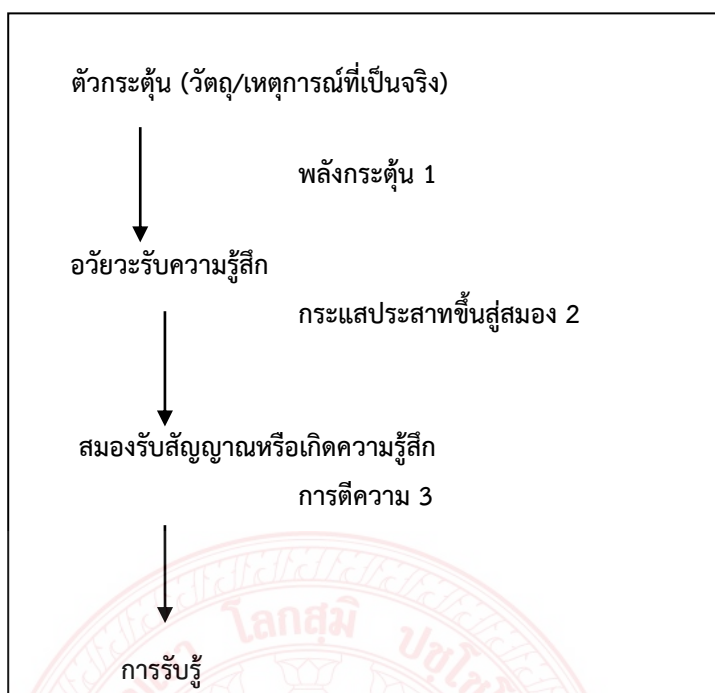 ตัวกระตุ้น (วัตถุ/เหตุการณ์ที่เป็นจริง)
พลังกระตุ้น 1
อวัยวะรับความรู้สึก
กระแสประสาทขึ้นสู่สมอง 2
สมองรับสัญญาณหรือเกิดความรู้สึก
การตีความ 3
โลกสฺมิ
การรับรู้